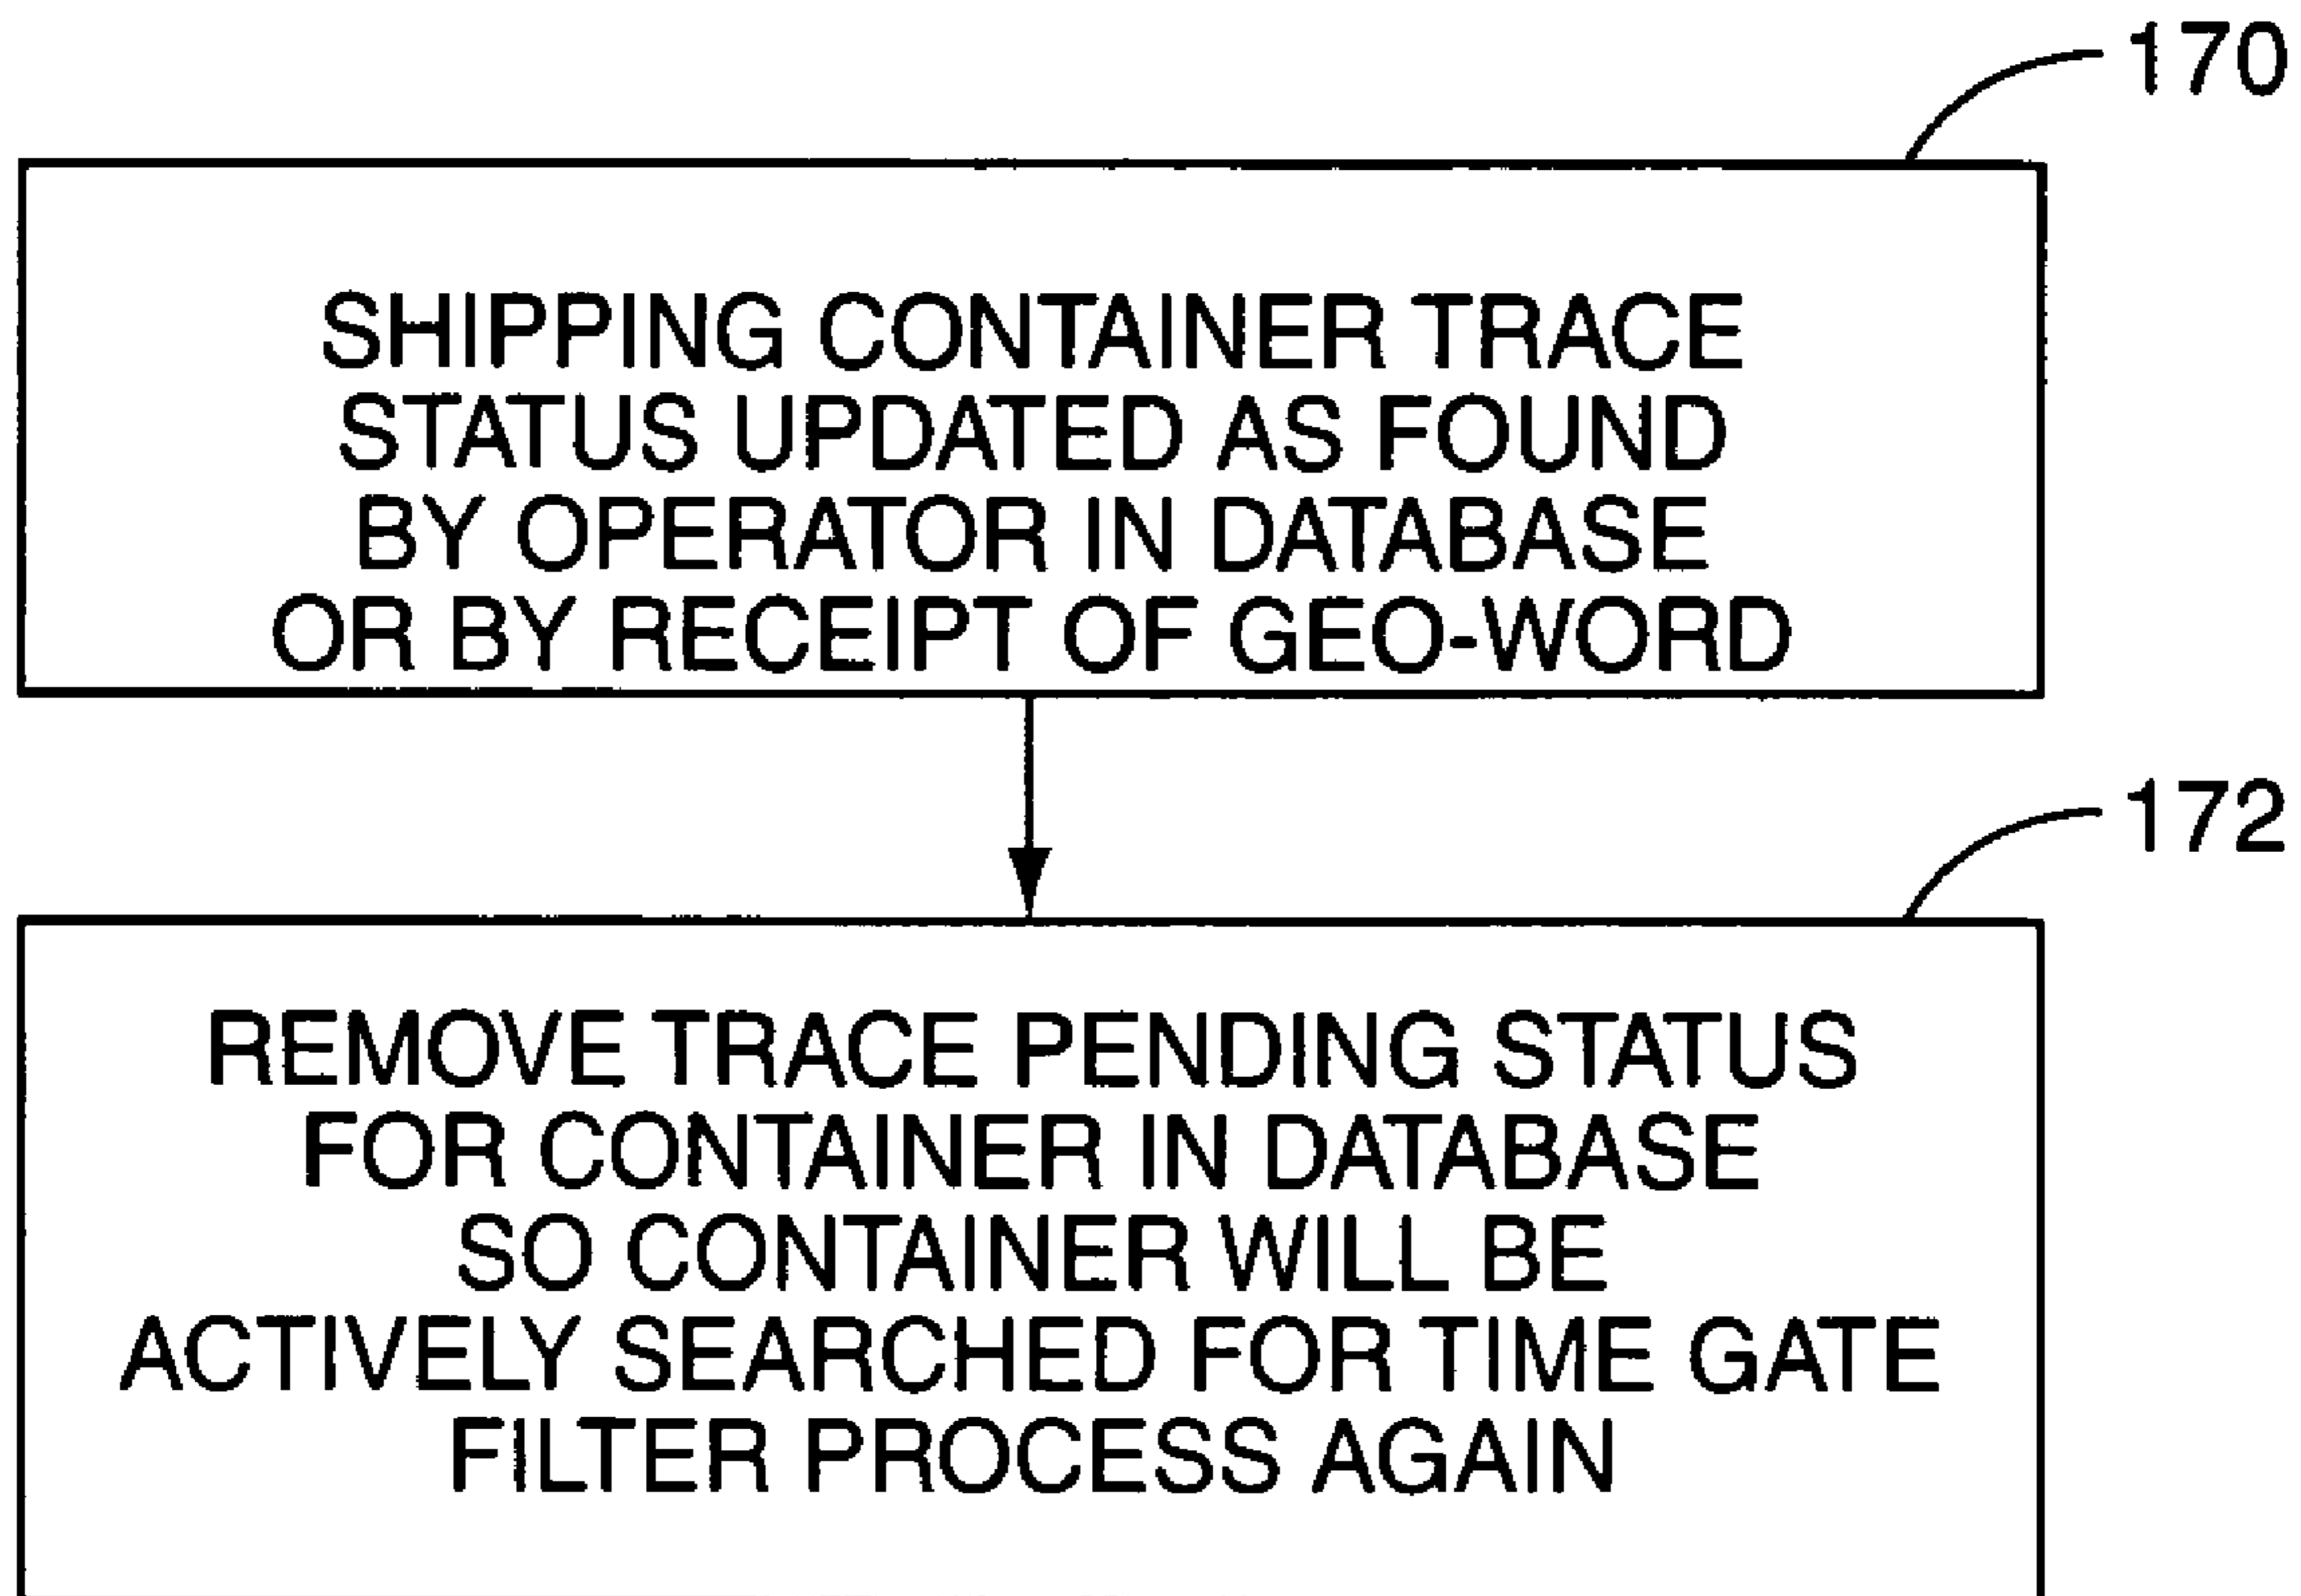 170
SHIPPING CONTAINER TRACE
STATUS UPDATED AS FOUND
BY OPERATOR IN DATABASE
OR BY RECEIPT OF GEO-WORD
172
REMOVE TRACE PENDING STATUS
FOR CONTAINER IN DATABASE
SO CONTAINER WILL BE
ACTIVELY SEARCHED FOR TIME GATE
FILTER PROCESS AGAIN